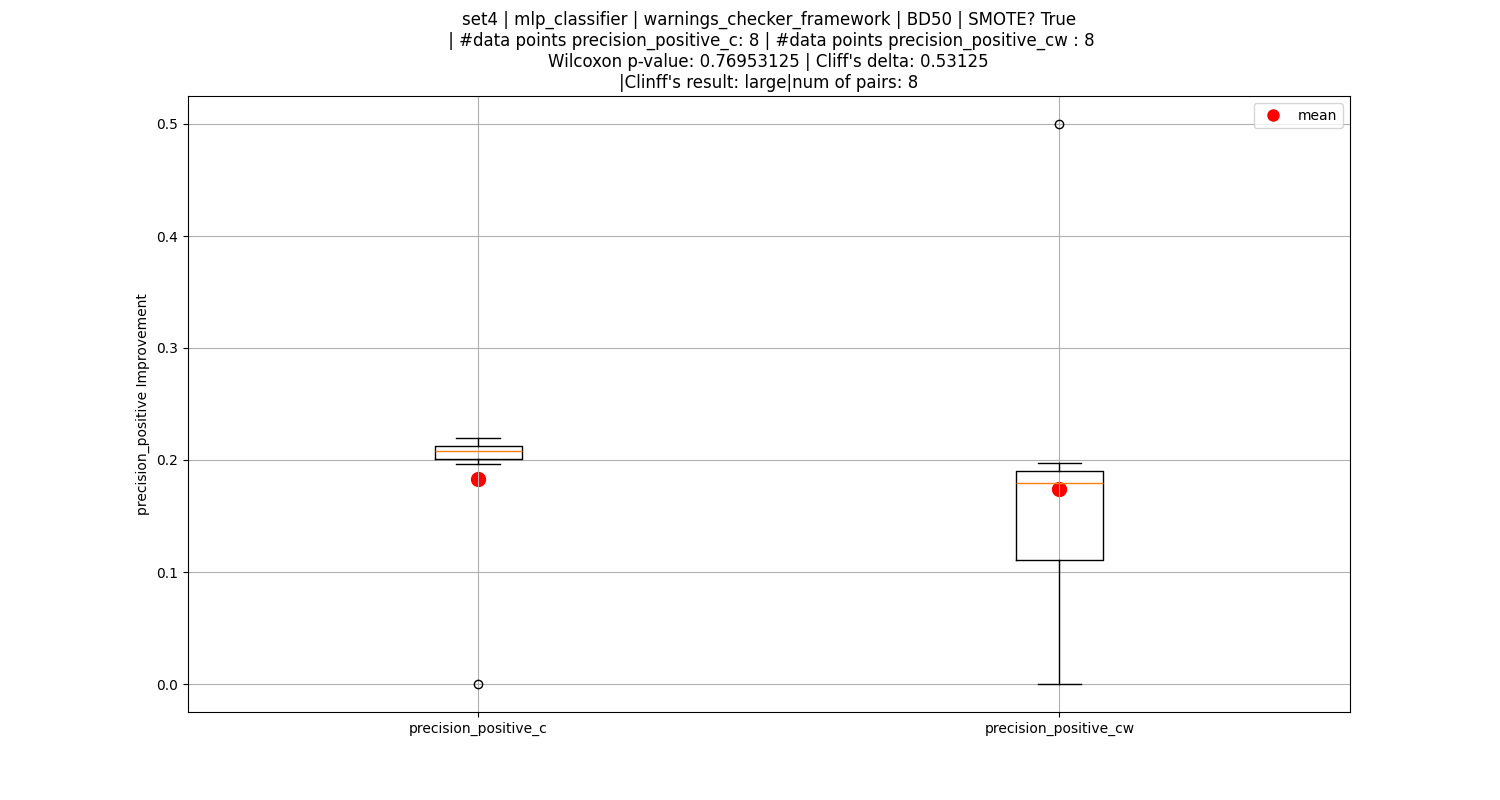 set4 | mlp_classifier | warnings_checker_framework | BD50 | SMOTE? True
| #data points precision_positive_c: 8 | #data points precision_positive_cw : 8
Wilcoxon p-value: 0.76953125 | Cliff's delta: 0.53125
|Clinff's result: large|num of pairs: 8
mean
0.5
0.4
0.3
0.2
0.1
0.0
precision_positive Improvement
precision_positive_c
precision_positive_cw